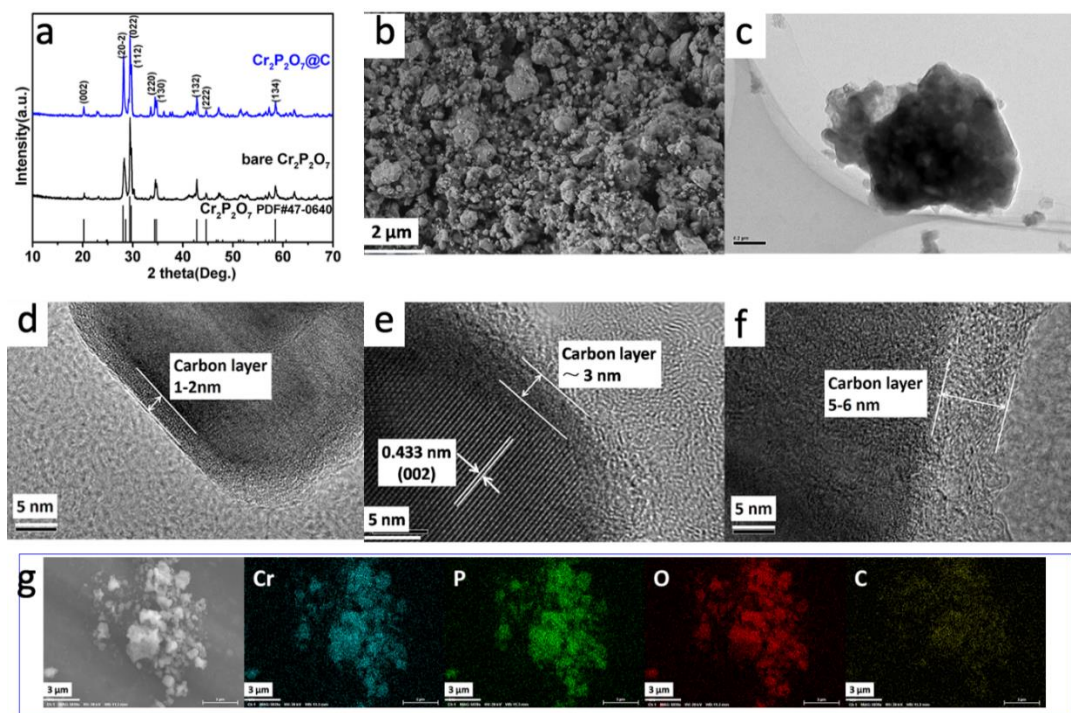 a
Intensity(a.u.)
(002)
(20-2)
(022)
(112)
(220)
(130)
(132)
(222)
(134)
Cr₂P₂O₇@C
bare Cr₂P₂O₇
Cr₂P₂O₇ PDF#47-0640
10 20 30 40 50 60 70
2 theta(Deg.)
b
2 μm
c
0.2 μm
d
Carbon layer
1-2nm
5 nm
e
Carbon layer
～ 3 nm
0.433 nm
(002)
5 nm
f
Carbon layer
5-6 nm
5 nm
g
3 μm
Cr
3 μm
P
3 μm
O
3 μm
C
3 μm